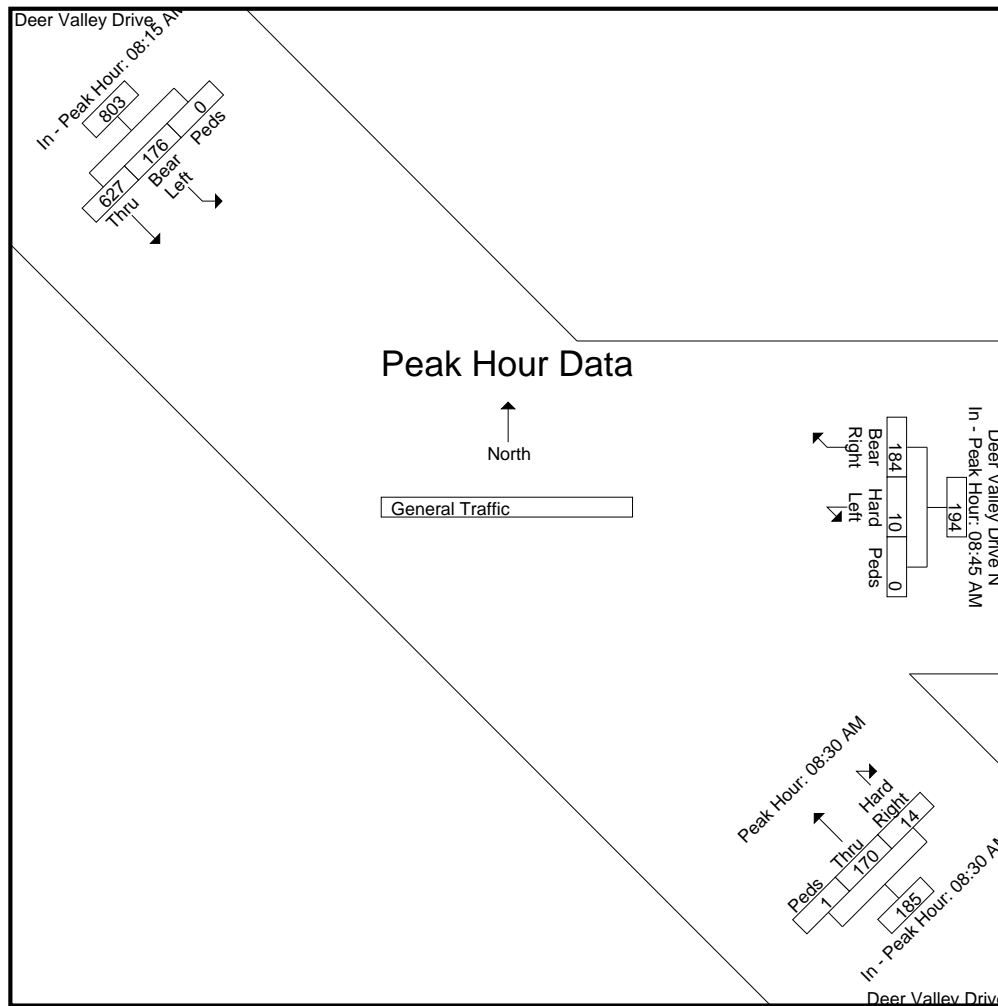 Deer Valley Drive
In - Peak Hour: 08:15 AM
803
627
176
0
Thru
Bear
Left
Peds
Peak Hour Data
North
General Traffic
Deer Valley Drive N
In - Peak Hour: 08:45 AM
194
184
10
0
Bear
Right
Hard
Left
Peds
Peak Hour: 08:30 AM
Hard
Right
Thru
Peds
14
170
1
185
In - Peak Hour: 08:30 AM
Deer Valley Drive